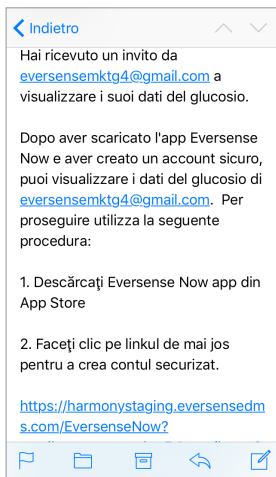 Indietro
Hai ricevuto un invito da
eversensemktg4@gmail.com a
visualizzare i suoi dati del glucosio.
Dopo aver scaricato l'app Eversense
Now e aver creato un account sicuro,
puoi visualizzare i dati del glucosio di
eversensemktg4@gmail.com.  Per
proseguire utilizza la seguente
procedura:
1. Descărcaţi Eversense Now app din
App Store
2. Faceţi clic pe linkul de mai jos
pentru a crea contul securizat.
https://harmonystaging.eversensedm
s.com/EversenseNow?